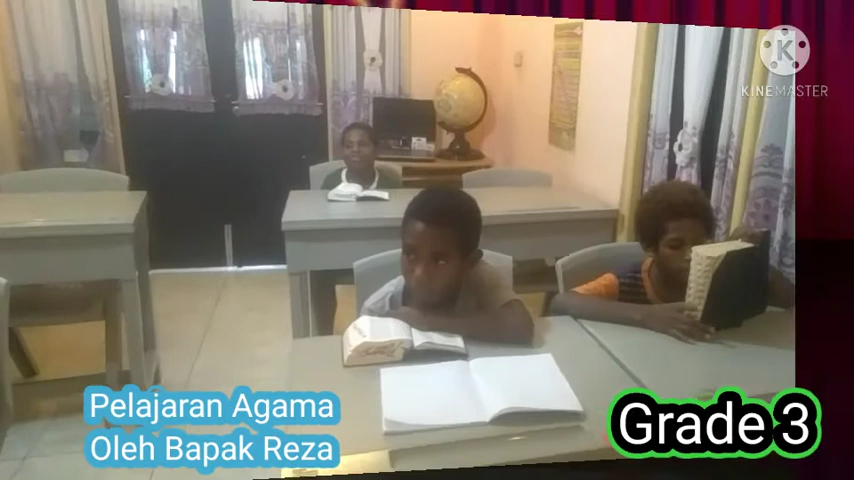 K
KINEMASTER
Pelajaran Agama
Oleh Bapak Reza
Grade 3